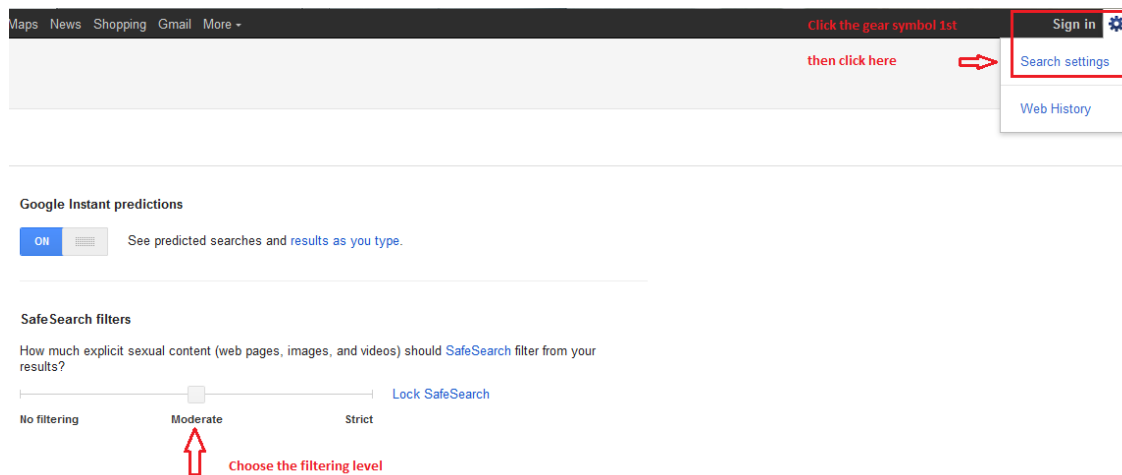 Maps News Shopping Gmail More
Click the gear symbol 1st
Sign in
then click here
Search settings
Web History
Google Instant predictions
ON
See predicted searches and results as you type.
SafeSearch filters
How much explicit sexual content (web pages, images, and videos) should SafeSearch filter from your
results?
Lock SafeSearch
No filtering Moderate Strict
Choose the filtering level